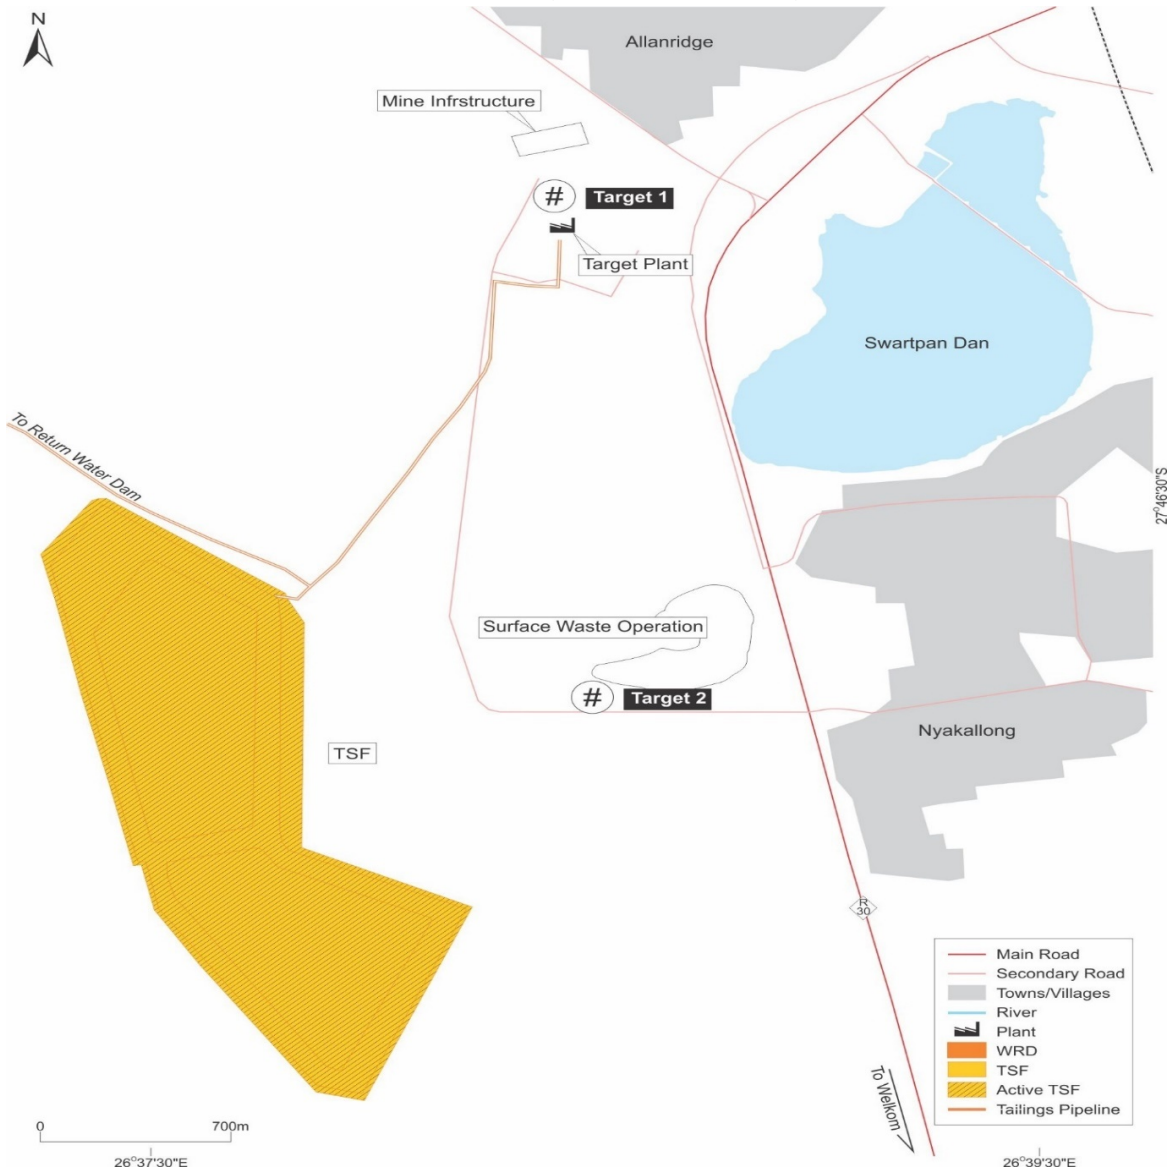 N
Allanridge
Mine Infrstructure
#
Target 1
Target Plant
Swartpan Dan
To Return Water Dam
27°46'30"S
Surface Waste Operation
#
Target 2
Nyakallong
TSF
R
30
Main Road
Secondary Road
Towns/Villages
River
Plant
WRD
TSF
Active TSF
Tailings Pipeline
To Welkom
0 700m
26°37'30"E
26°39'30"E